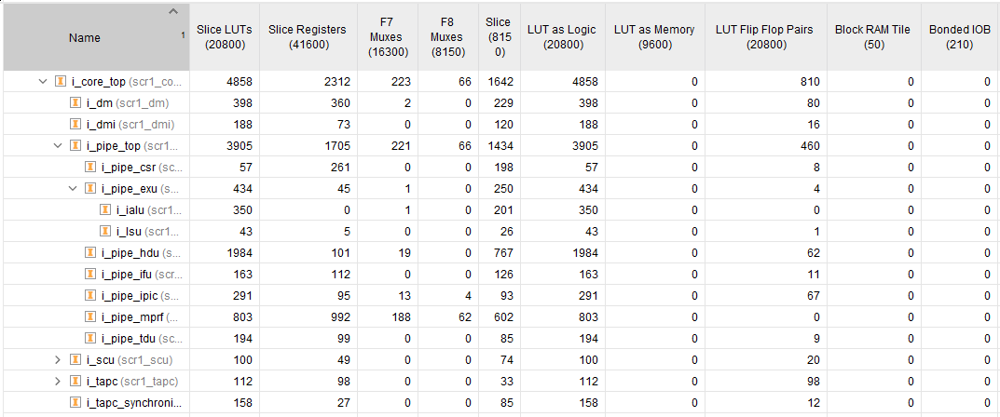 Name 1 Slice LUTs (20800) Slice Registers (41600) F7 Muxes (16300) F8 Muxes (8150) Slice (815 0) LUT as Logic (20800) LUT as Memory (9600) LUT Flip Flop Pairs (20800) Block RAM Tile (50) Bonded IOB (210)
i_core_top (scr1_co... 4858 2312 223 66 1642 4858 0 810 0 0
i_dm (scr1_dm) 398 360 2 0 229 398 0 80 0 0
i_dmi (scr1_dmi) 188 73 0 0 120 188 0 16 0 0
i_pipe_top (scr1... 3905 1705 221 66 1434 3905 0 460 0 0
i_pipe_csr (sc... 57 261 0 0 198 57 0 8 0 0
i_pipe_exu (s... 434 45 1 0 250 434 0 4 0 0
i_ialu (scr1... 350 0 1 0 201 350 0 0 0 0
i_lsu (scr1... 43 5 0 0 26 43 0 1 0 0
i_pipe_hdu (s... 1984 101 19 0 767 1984 0 62 0 0
i_pipe_ifu (scr... 163 112 0 0 126 163 0 11 0 0
i_pipe_ipic (s... 291 95 13 4 93 291 0 67 0 0
i_pipe_mprf (... 803 992 188 62 602 803 0 0 0 0
i_pipe_tdu (sc... 194 99 0 0 85 194 0 9 0 0
i_scu (scr1_scu) 100 49 0 0 74 100 0 20 0 0
i_tapc (scr1_tapc) 112 98 0 0 33 112 0 98 0 0
i_tapc_synchroni... 158 27 0 0 85 158 0 12 0 0